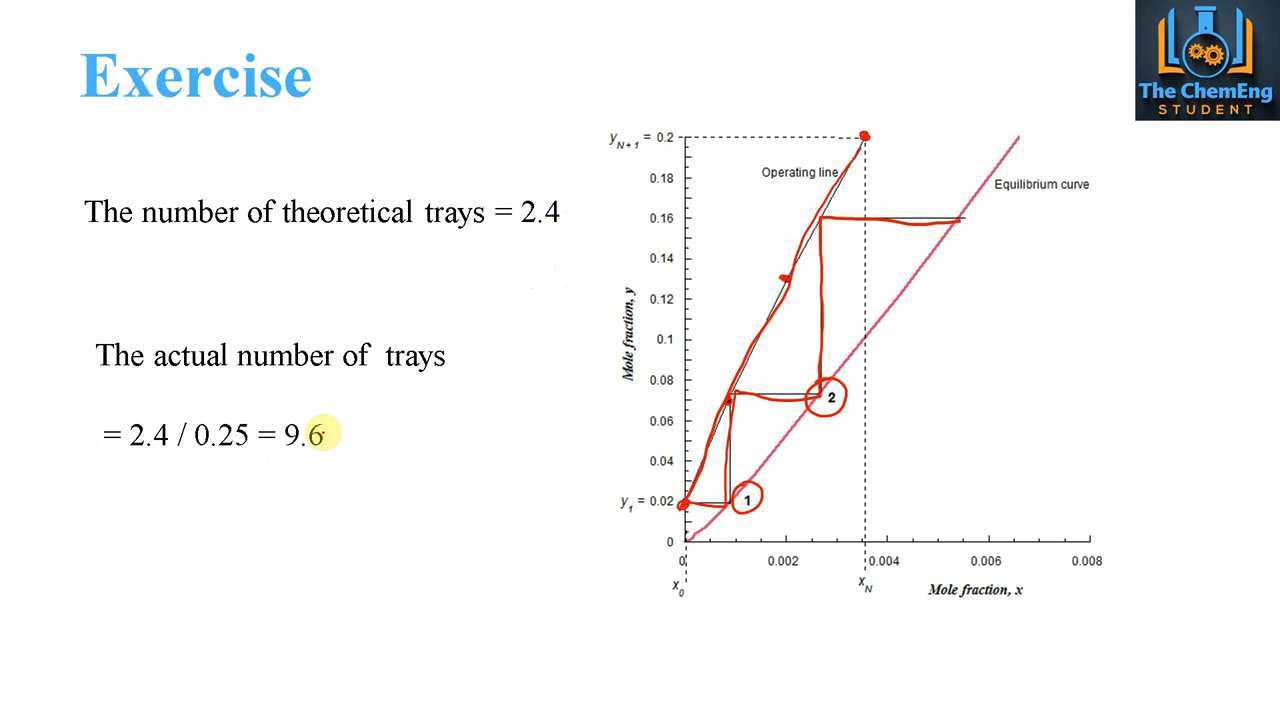 Exercise
The ChemEng
STUDENT
The number of theoretical trays = 2.4
The actual number of trays
= 2.4 / 0.25 = 9.6
y N+1 = 0.2
0.18
0.16
0.14
0.12
0.1
0.08
0.06
0.04
y1 = 0.02
0
Mole fraction, y
Operating line
Equilibrium curve
2
1
0 0.002 0.004 0.006 0.008
x0 xN Mole fraction, x